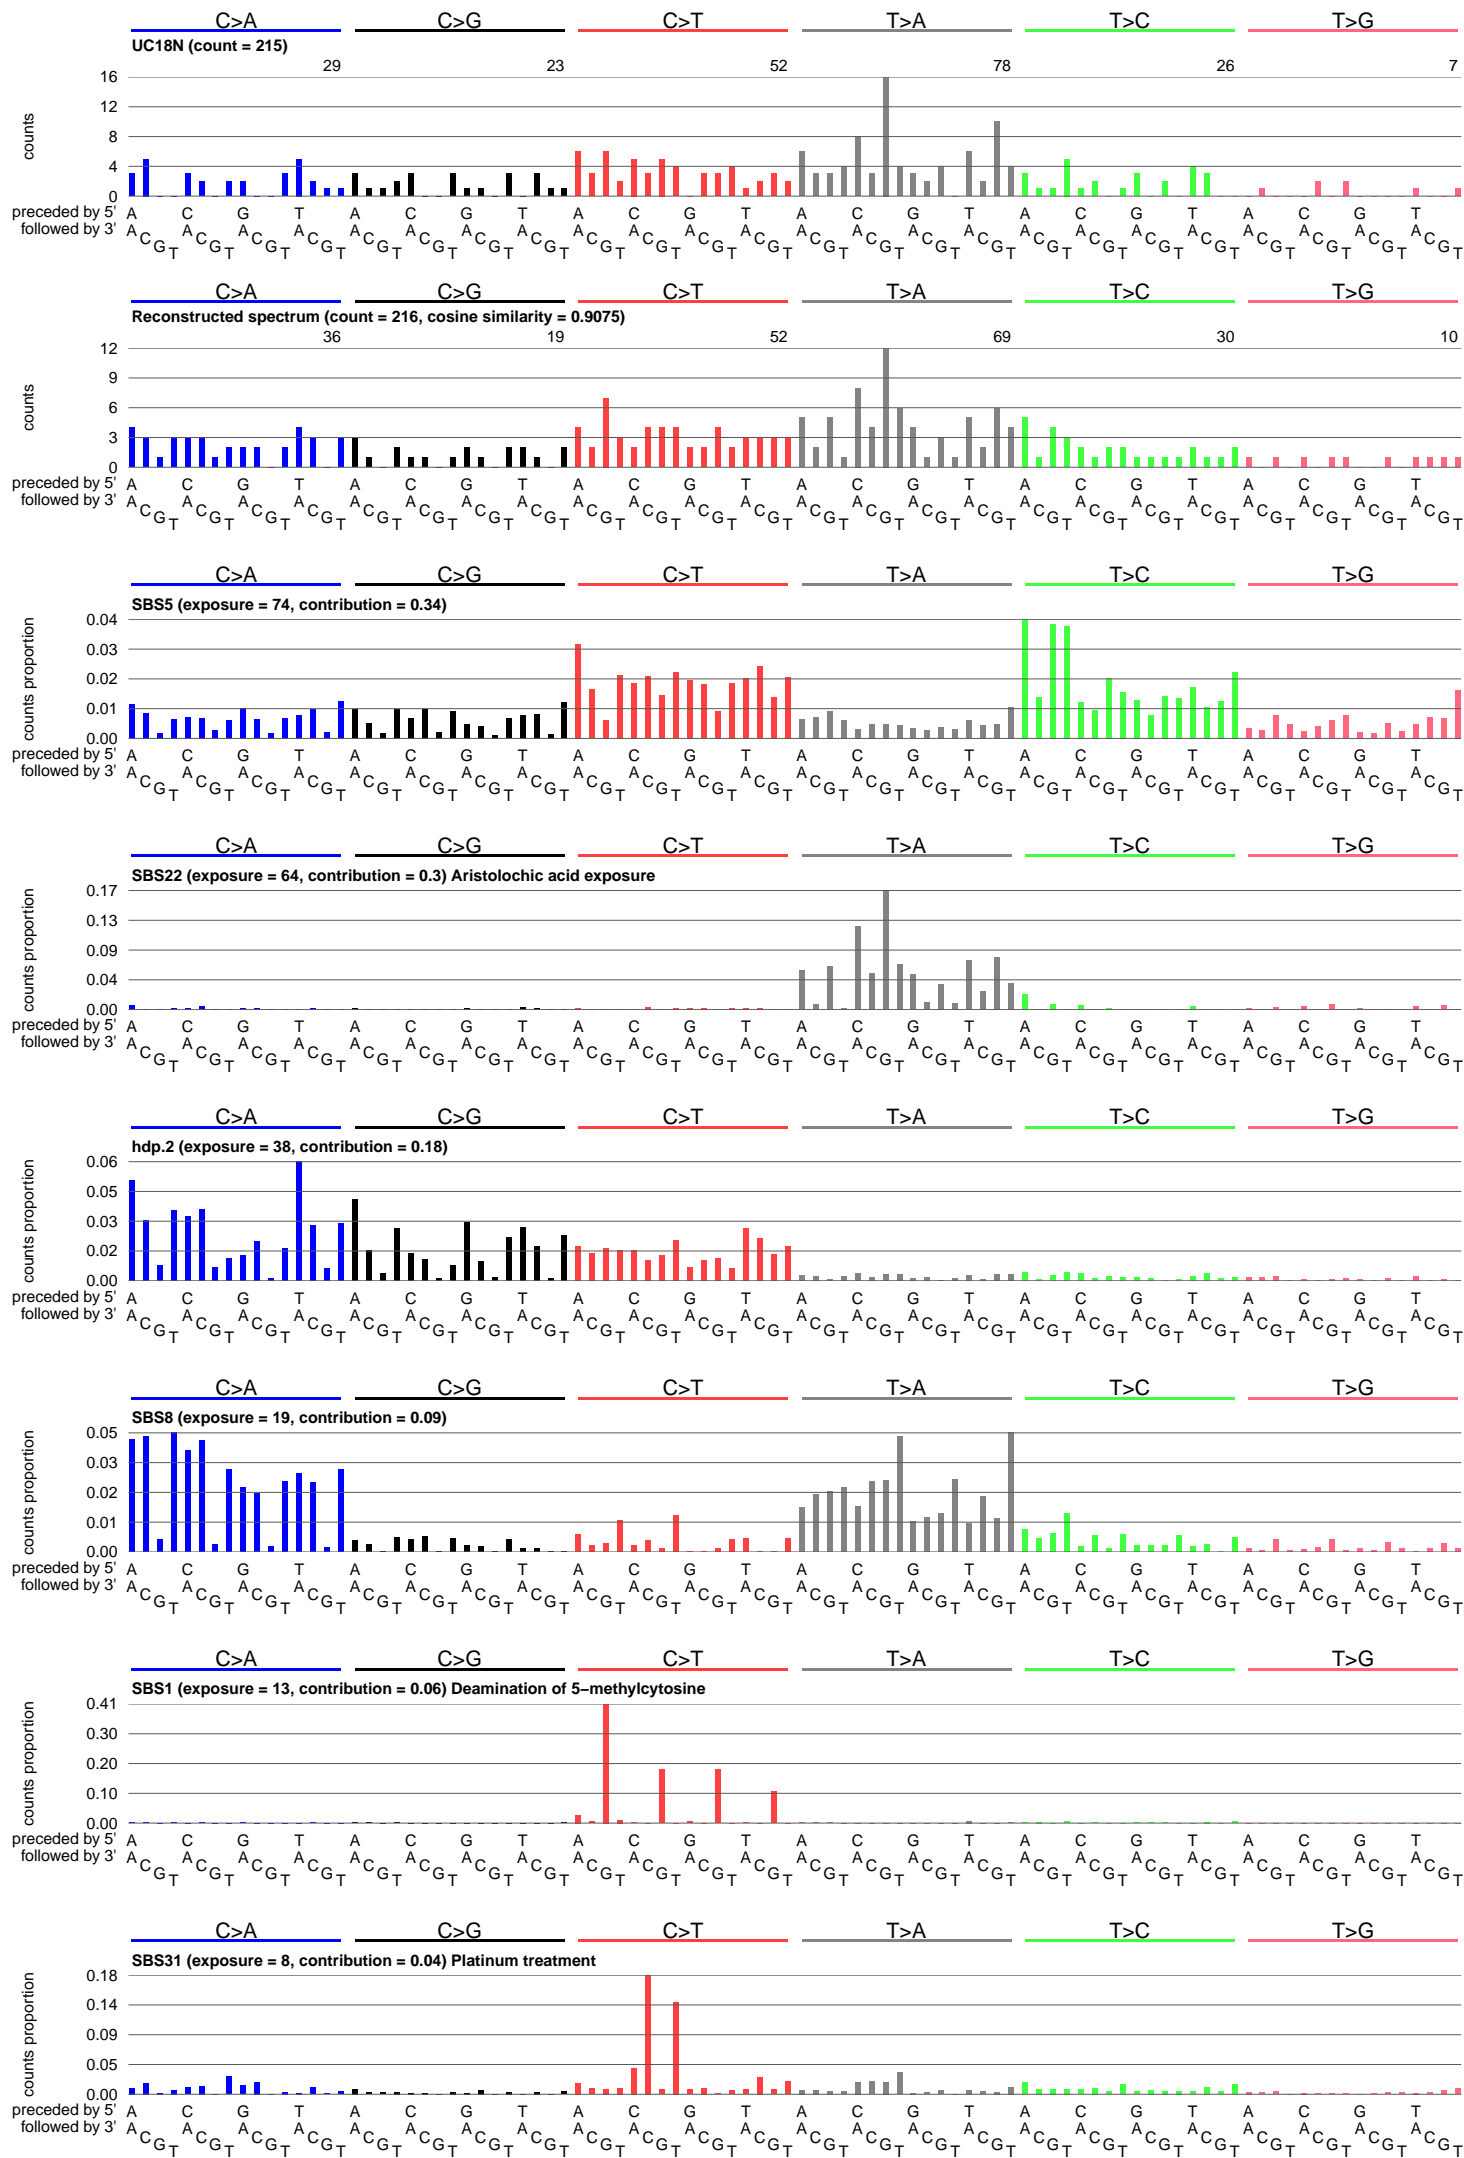 C>A C>G C>T T>A T>C T>G
UC18N (count = 215)
29 23 52 78 26 7
16
12
8
4
0
counts
preceded by 5' A C G T A C G T A C G T A C G T A C G T A C G T
followed by 3' A C G T A C G T A C G T A C G T A C G T A C G T A C G T A C G T A C G T A C G T A C G T A C G T A C G T A C G T A C G T A C G T A C G T A C G T A C G T A C G T A C G T A C G T A C G T A C G T
C>A C>G C>T T>A T>C T>G
Reconstructed spectrum (count = 216, cosine similarity = 0.9075)
36 19 52 69 30 10
12
9
6
3
0
counts
preceded by 5' A C G T A C G T A C G T A C G T A C G T A C G T
followed by 3' A C G T A C G T A C G T A C G T A C G T A C G T A C G T A C G T A C G T A C G T A C G T A C G T A C G T A C G T A C G T A C G T A C G T A C G T A C G T A C G T A C G T A C G T A C G T A C G T
C>A C>G C>T T>A T>C T>G
SBS5 (exposure = 74, contribution = 0.34)
0.04
0.03
0.02
0.01
0.00
counts proportion
preceded by 5' A C G T A C G T A C G T A C G T A C G T A C G T
followed by 3' A C G T A C G T A C G T A C G T A C G T A C G T A C G T A C G T A C G T A C G T A C G T A C G T A C G T A C G T A C G T A C G T A C G T A C G T A C G T A C G T A C G T A C G T A C G T A C G T
C>A C>G C>T T>A T>C T>G
SBS22 (exposure = 64, contribution = 0.3) Aristolochic acid exposure
0.17
0.13
0.09
0.04
0.00
counts proportion
preceded by 5' A C G T A C G T A C G T A C G T A C G T A C G T
followed by 3' A C G T A C G T A C G T A C G T A C G T A C G T A C G T A C G T A C G T A C G T A C G T A C G T A C G T A C G T A C G T A C G T A C G T A C G T A C G T A C G T A C G T A C G T A C G T A C G T
C>A C>G C>T T>A T>C T>G
hdp.2 (exposure = 38, contribution = 0.18)
0.06
0.05
0.03
0.02
0.00
counts proportion
preceded by 5' A C G T A C G T A C G T A C G T A C G T A C G T
followed by 3' A C G T A C G T A C G T A C G T A C G T A C G T A C G T A C G T A C G T A C G T A C G T A C G T A C G T A C G T A C G T A C G T A C G T A C G T A C G T A C G T A C G T A C G T A C G T A C G T
C>A C>G C>T T>A T>C T>G
SBS8 (exposure = 19, contribution = 0.09)
0.05
0.03
0.02
0.01
0.00
counts proportion
preceded by 5' A C G T A C G T A C G T A C G T A C G T A C G T
followed by 3' A C G T A C G T A C G T A C G T A C G T A C G T A C G T A C G T A C G T A C G T A C G T A C G T A C G T A C G T A C G T A C G T A C G T A C G T A C G T A C G T A C G T A C G T A C G T A C G T
C>A C>G C>T T>A T>C T>G
SBS1 (exposure = 13, contribution = 0.06) Deamination of 5−methylcytosine
0.41
0.30
0.20
0.10
0.00
counts proportion
preceded by 5' A C G T A C G T A C G T A C G T A C G T A C G T
followed by 3' A C G T A C G T A C G T A C G T A C G T A C G T A C G T A C G T A C G T A C G T A C G T A C G T A C G T A C G T A C G T A C G T A C G T A C G T A C G T A C G T A C G T A C G T A C G T A C G T
C>A C>G C>T T>A T>C T>G
SBS31 (exposure = 8, contribution = 0.04) Platinum treatment
0.18
0.14
0.09
0.05
0.00
counts proportion
preceded by 5' A C G T A C G T A C G T A C G T A C G T A C G T
followed by 3' A C G T A C G T A C G T A C G T A C G T A C G T A C G T A C G T A C G T A C G T A C G T A C G T A C G T A C G T A C G T A C G T A C G T A C G T A C G T A C G T A C G T A C G T A C G T A C G T